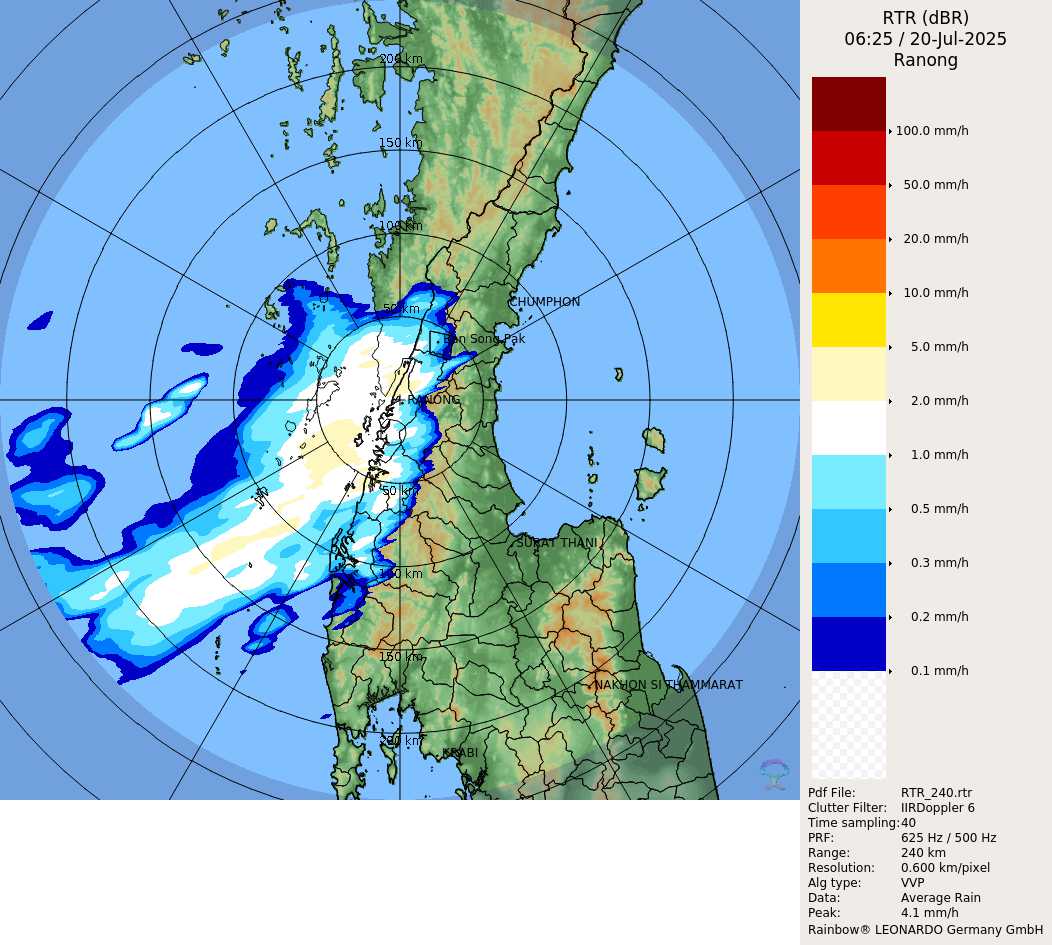 RTR (dBR)
06:25 / 20-Jul-2025
Ranong
100.0 mm/h
50.0 mm/h
20.0 mm/h
10.0 mm/h
5.0 mm/h
2.0 mm/h
1.0 mm/h
0.5 mm/h
0.3 mm/h
0.2 mm/h
0.1 mm/h
200 km
150 km
100 km
50 km
CHUMPHON
Ban Song Pak
RANONG
50 km
SURAT THANI
100 km
150 km
NAKHON SI THAMMARAT
200 km
KRABI
Pdf File: RTR_240.rtr
Clutter Filter: IIRDoppler 6
Time sampling: 40
PRF: 625 Hz / 500 Hz
Range: 240 km
Resolution: 0.600 km/pixel
Alg type: VVP
Data: Average Rain
Peak: 4.1 mm/h
Rainbow® LEONARDO Germany GmbH